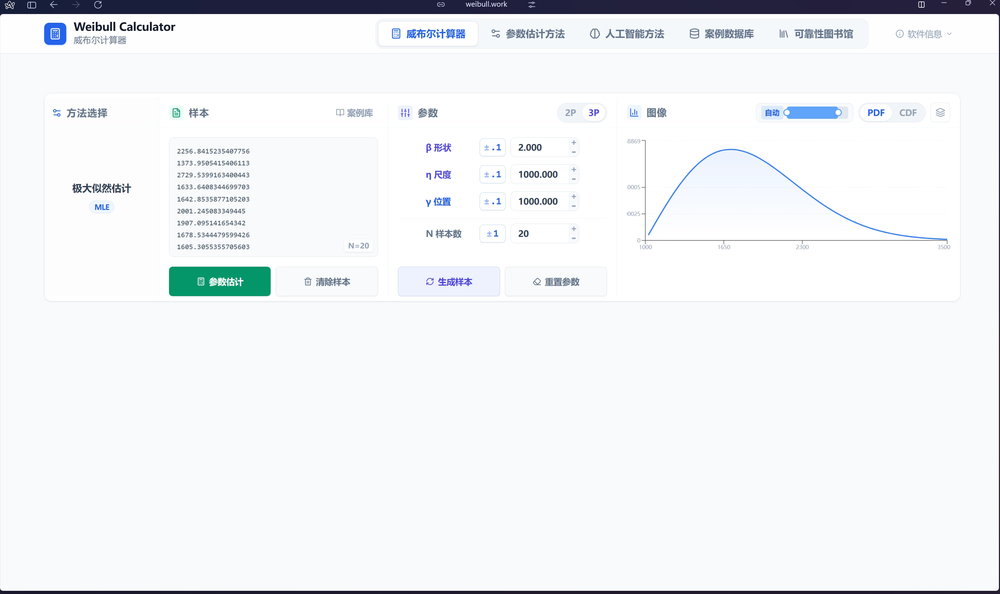 weibull.work
Weibull Calculator
威布尔计算器
威布尔计算器
参数估计方法
人工智能方法
案例数据库
可靠性图书馆
软件信息
方法选择
极大似然估计
MLE
样本
案例库
2256.8415235407756
1373.9505415406113
2729.5399163400443
1633.6408344699703
1642.8535877105203
2001.245083349445
1907.095141654342
1678.5344479599426
1605.3055355705603
N=20
参数估计
清除样本
参数
2P 3P
β 形状 ±.1 2.000 + −
η 尺度 ±.1 1000.000 + −
γ 位置 ±.1 1000.000 + −
N 样本数 ±1 20 + −
生成样本
重置参数
图像
自动
PDF CDF
8869
.0005
0025
0
1000 1650 2300 3500